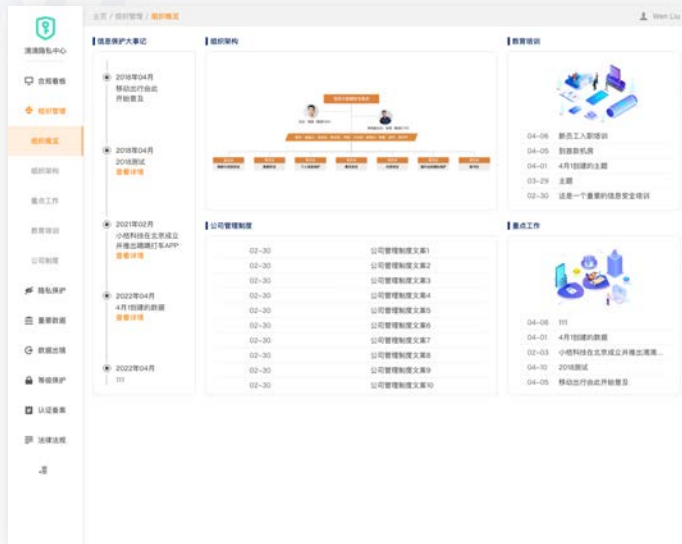 滴滴隐私中心
合规看板
组织管理
组织概览
组织架构
重点工作
教育培训
公司制度
隐私保护
重要数据
数据出境
等级保护
认证备案
法律法规
主页 / 组织管理 / 组织概览
Wen Liu
信息保护大事记
2018年04月
移动出行由此
开始普及
2018年04月
2018测试
查看详情
2021年02月
小桔科技在北京成立
并推出嘀嘀打车APP
查看详情
2022年04月
4月1创建的数据
查看详情
2022年04月
111
组织架构
公司管理制度
02-30 公司管理制度文案1
02-30 公司管理制度文案2
02-30 公司管理制度文案3
02-30 公司管理制度文案4
02-30 公司管理制度文案5
02-30 公司管理制度文案6
02-30 公司管理制度文案7
02-30 公司管理制度文案8
02-30 公司管理制度文案9
02-30 公司管理制度文案10
教育培训
04-06 新员工入职培训
04-05 别首款机房
04-01 4月1创建的主题
03-29 主题
02-30 这是一个重要的信息安全培训
重点工作
04-06 111
04-01 4月1创建的数据
02-03 小桔科技在北京成立并推出滴滴...
04-10 2018测试
04-05 移动出行由此开始普及